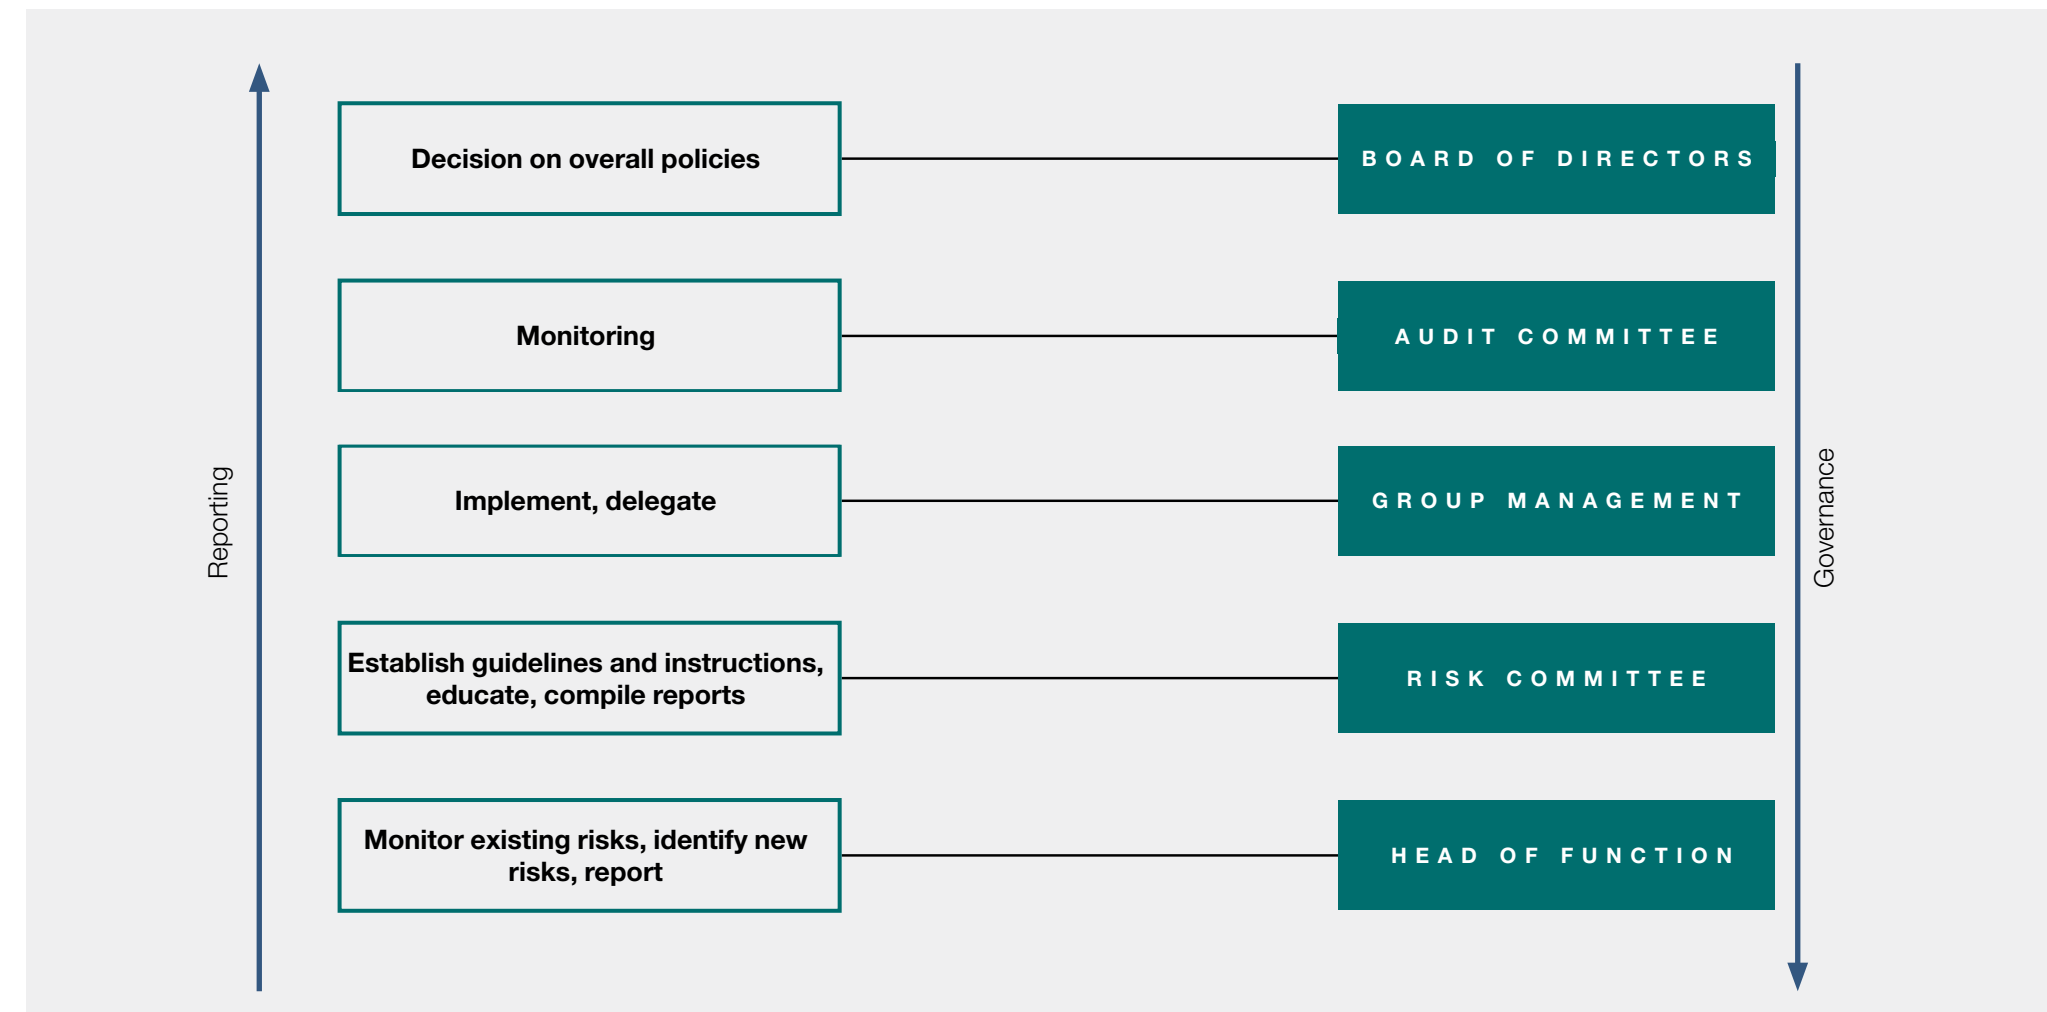 Decision on overall policies
BOARD OF DIRECTORS
Monitoring
AUDIT COMMITTEE
Implement, delegate
GROUP MANAGEMENT
Establish guidelines and instructions,
educate, compile reports
RISK COMMITTEE
Monitor existing risks, identify new
risks, report
HEAD OF FUNCTION
Reporting
Governance